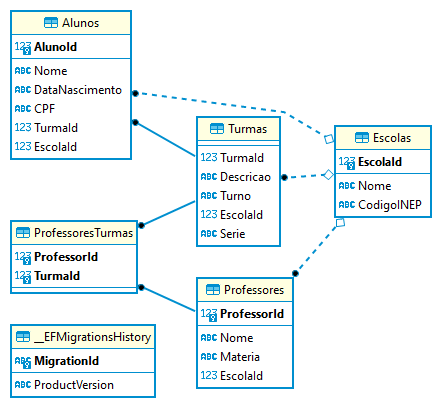 Alunos
123 AlunoId
ABC Nome
ABC DataNascimento
ABC CPF
123 TurmaId
123 EscolaId
Turmas
123 TurmaId
ABC Descricao
ABC Turno
123 EscolaId
ABC Serie
Escolas
123 EscolaId
ABC Nome
ABC CodigoINEP
ProfessoresTurmas
123 ProfessorId
123 TurmaId
Professores
123 ProfessorId
ABC Nome
ABC Materia
123 EscolaId
__EFMigrationsHistory
ABC MigrationId
ABC ProductVersion